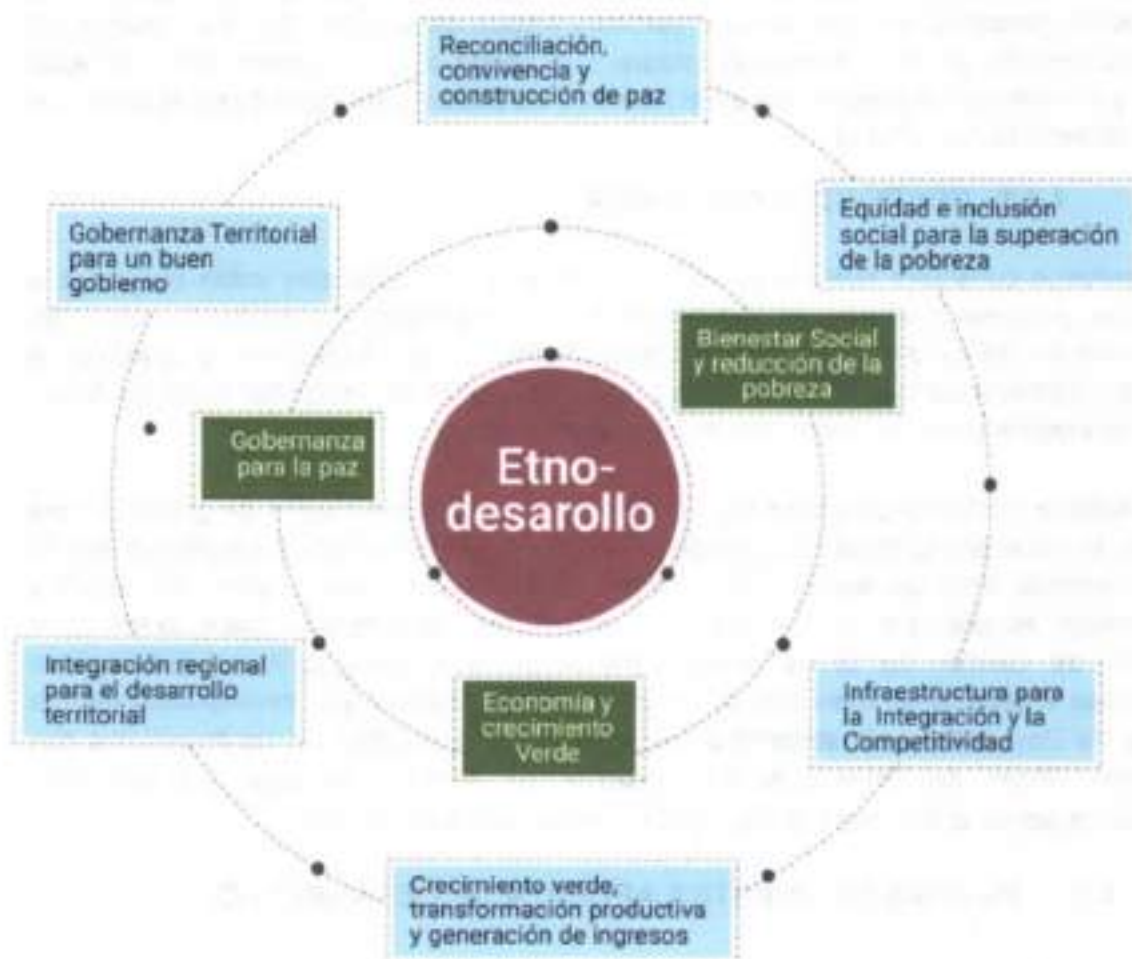 Reconciliación,
convivencia y
construcción de paz
Gobernanza Territorial
para un buen
gobierno
Equidad e inclusión
social para la superación
de la pobreza
Bienestar Social
y reducción de la
pobreza
Gobernanza
para la paz
Etno-
desarollo
Integración regional
para el desarrollo
territorial
Economía y
crecimiento
Verde
Infraestructura para
la Integración y la
Competitividad
Crecimiento verde,
transformación productiva
y generación de ingresos